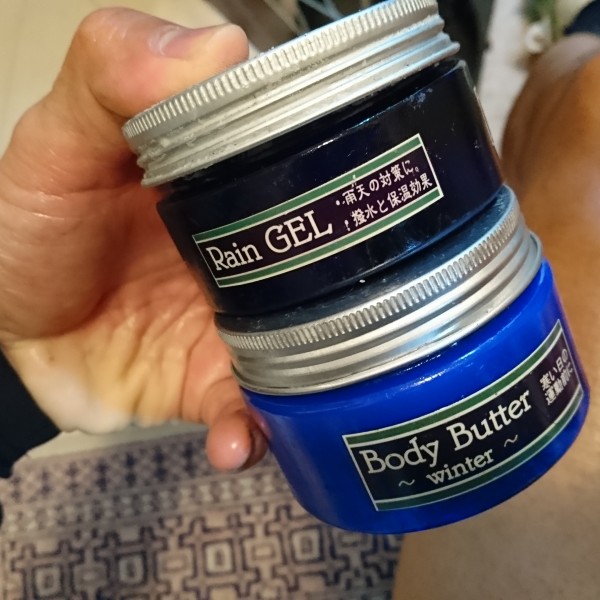 Rain GEL
・雨天の対策に。
・撥水と保温効果
Body Butter
~ winter ~
寒い日の
運動前に